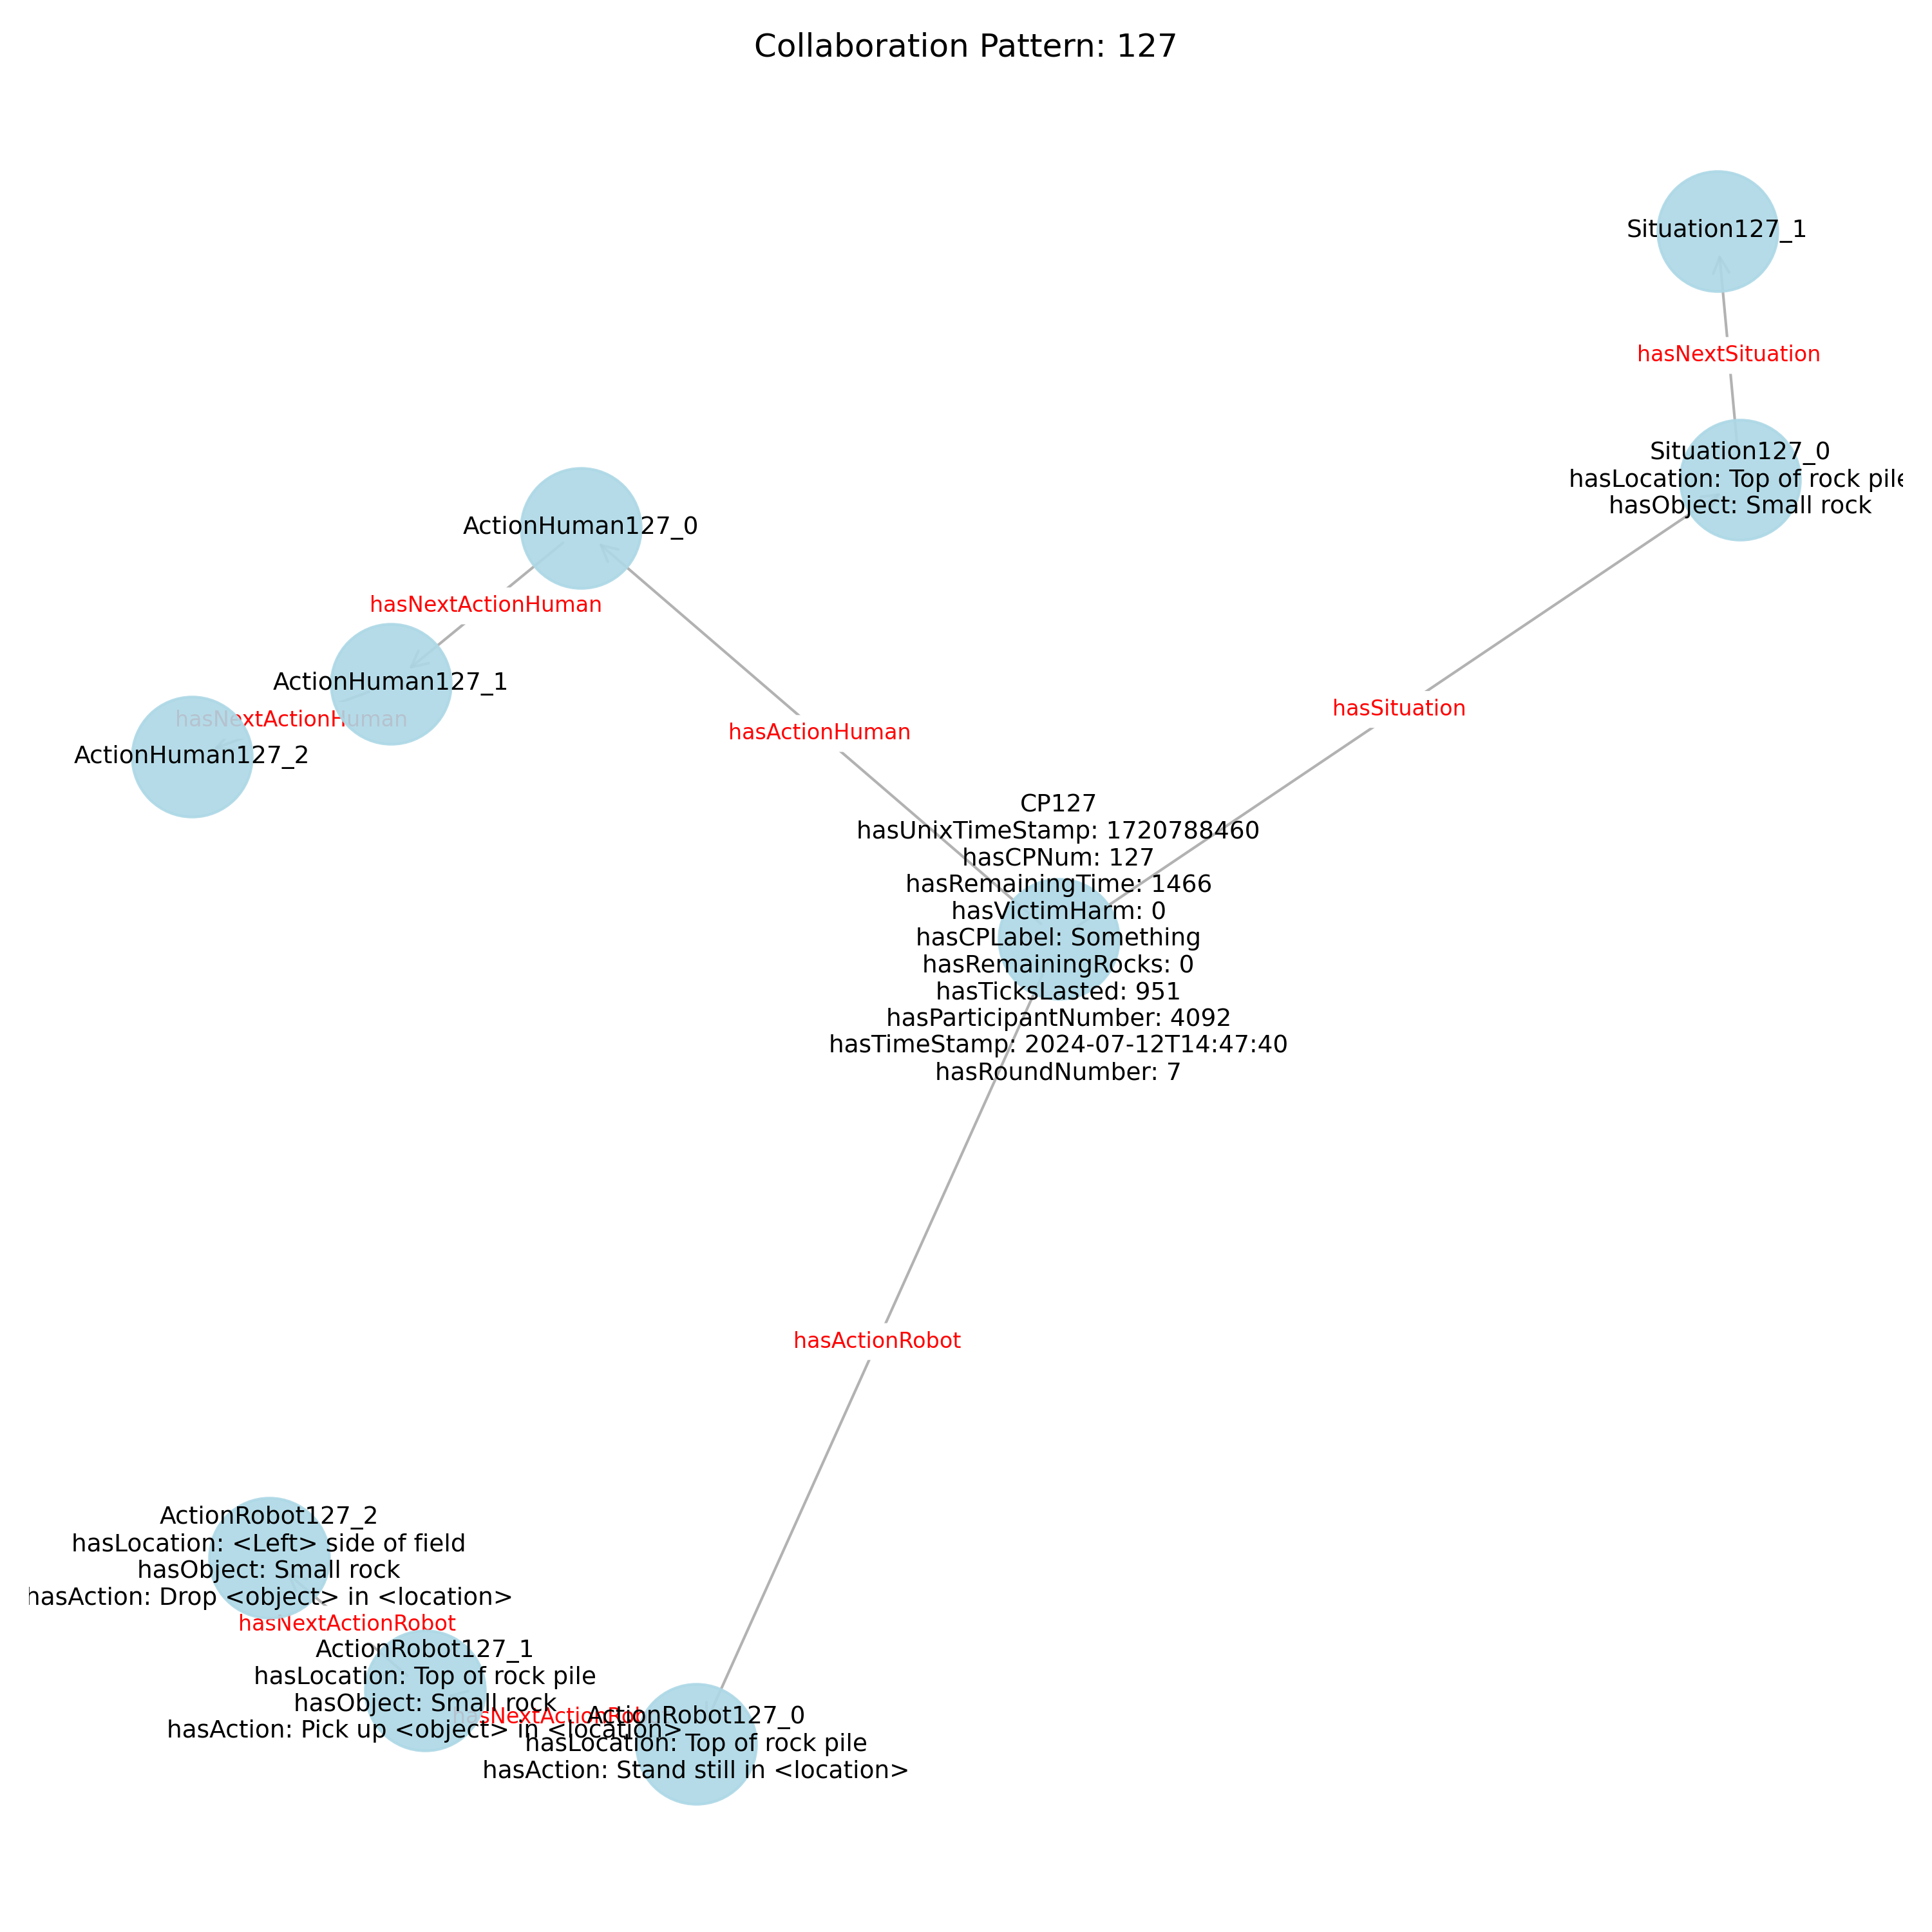 Collaboration Pattern: 127
Situation127_1
hasNextSituation
Situation127_0
hasLocation: Top of rock pile
hasObject: Small rock
ActionHuman127_0
hasNextActionHuman
ActionHuman127_1
hasNextActionHuman
ActionHuman127_2
hasActionHuman
hasSituation
CP127
hasUnixTimeStamp: 1720788460
hasCPNum: 127
hasRemainingTime: 1466
hasVictimHarm: 0
hasCPLabel: Something
hasRemainingRocks: 0
hasTicksLasted: 951
hasParticipantNumber: 4092
hasTimeStamp: 2024-07-12T14:47:40
hasRoundNumber: 7
hasActionRobot
ActionRobot127_2
hasLocation: <Left> side of field
hasObject: Small rock
hasAction: Drop <object> in <location>
hasNextActionRobot
ActionRobot127_1
hasLocation: Top of rock pile
hasObject: Small rock
hasAction: Pick up <object> in <location>
hasNextActionRobot
ActionRobot127_0
hasLocation: Top of rock pile
hasAction: Stand still in <location>